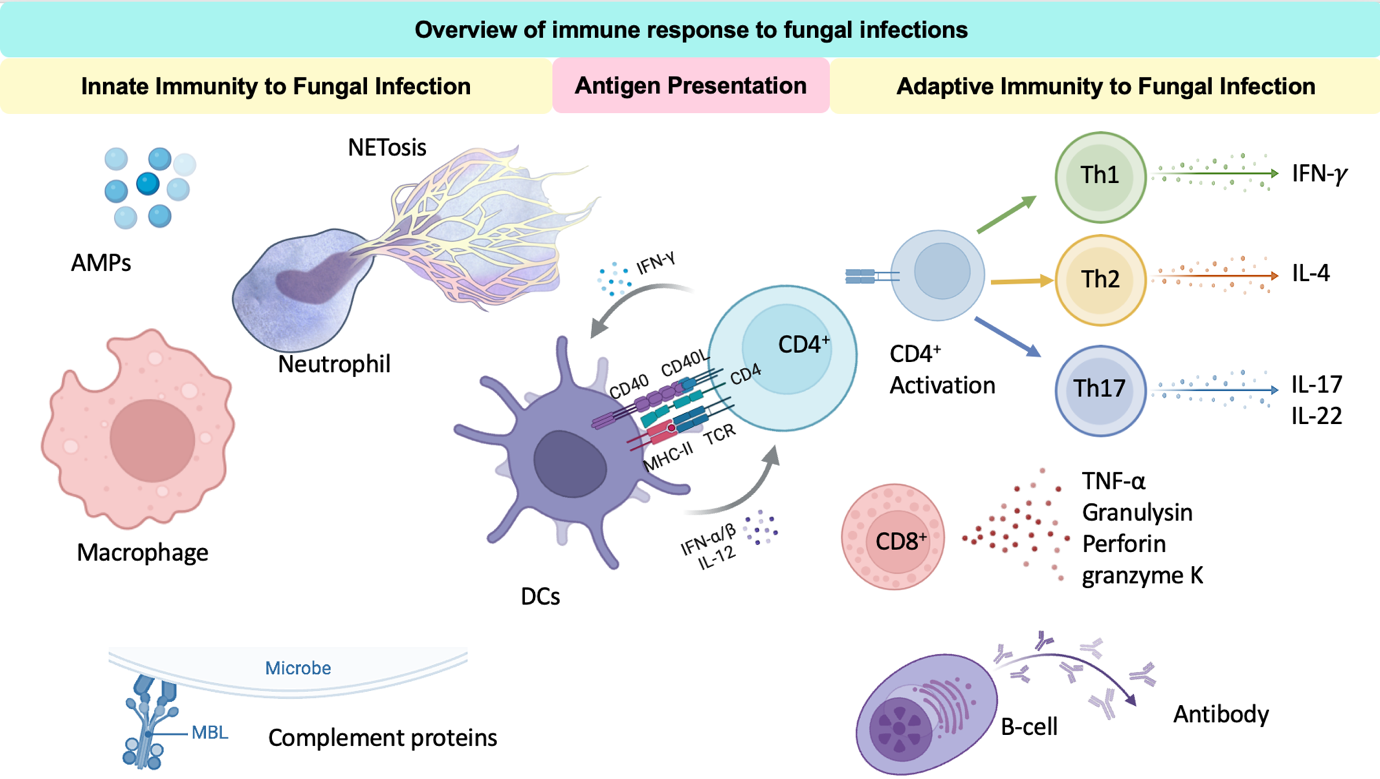 Overview of immune response to fungal infections
Innate Immunity to Fungal Infection
Antigen Presentation
Adaptive Immunity to Fungal Infection
NETosis
AMPs
Neutrophil
Macrophage
Microbe
MBL
Complement proteins
IFN-γ
CD4⁺
CD40
CD40L
CD4
MHC-II
TCR
IFN-α/β
IL-12
DCs
CD4⁺
Activation
Th1
IFN-γ
Th2
IL-4
Th17
IL-17
IL-22
CD8⁺
TNF-α
Granulysin
Perforin
granzyme K
B-cell
Antibody